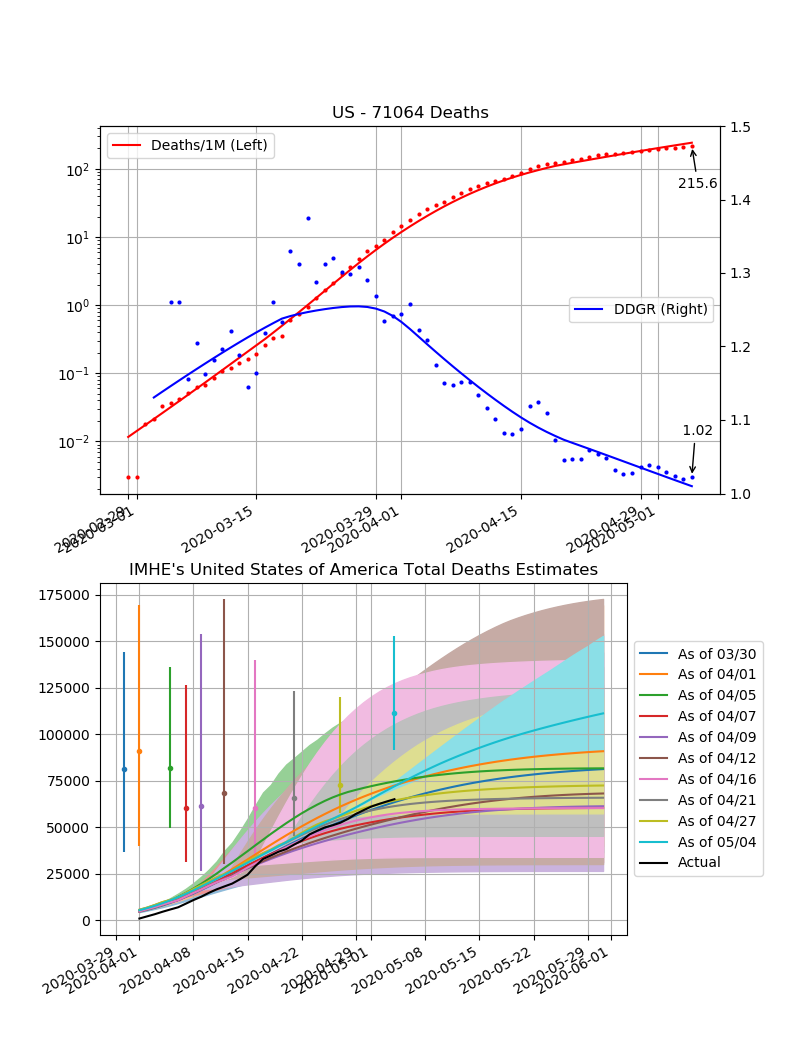 US - 71064 Deaths
Deaths/1M (Left)
DDGR (Right)
215.6
1.02
10²
10¹
10⁰
10⁻¹
10⁻²
1.5
1.4
1.3
1.2
1.1
1.0
2020-02-29
2020-03-01
2020-03-15
2020-03-29
2020-04-01
2020-04-15
2020-04-29
2020-05-01
IMHE's United States of America Total Deaths Estimates
175000
150000
125000
100000
75000
50000
25000
0
2020-03-29
2020-04-01
2020-04-08
2020-04-15
2020-04-22
2020-04-29
2020-05-01
2020-05-08
2020-05-15
2020-05-22
2020-05-29
2020-06-01
As of 03/30
As of 04/01
As of 04/05
As of 04/07
As of 04/09
As of 04/12
As of 04/16
As of 04/21
As of 04/27
As of 05/04
Actual